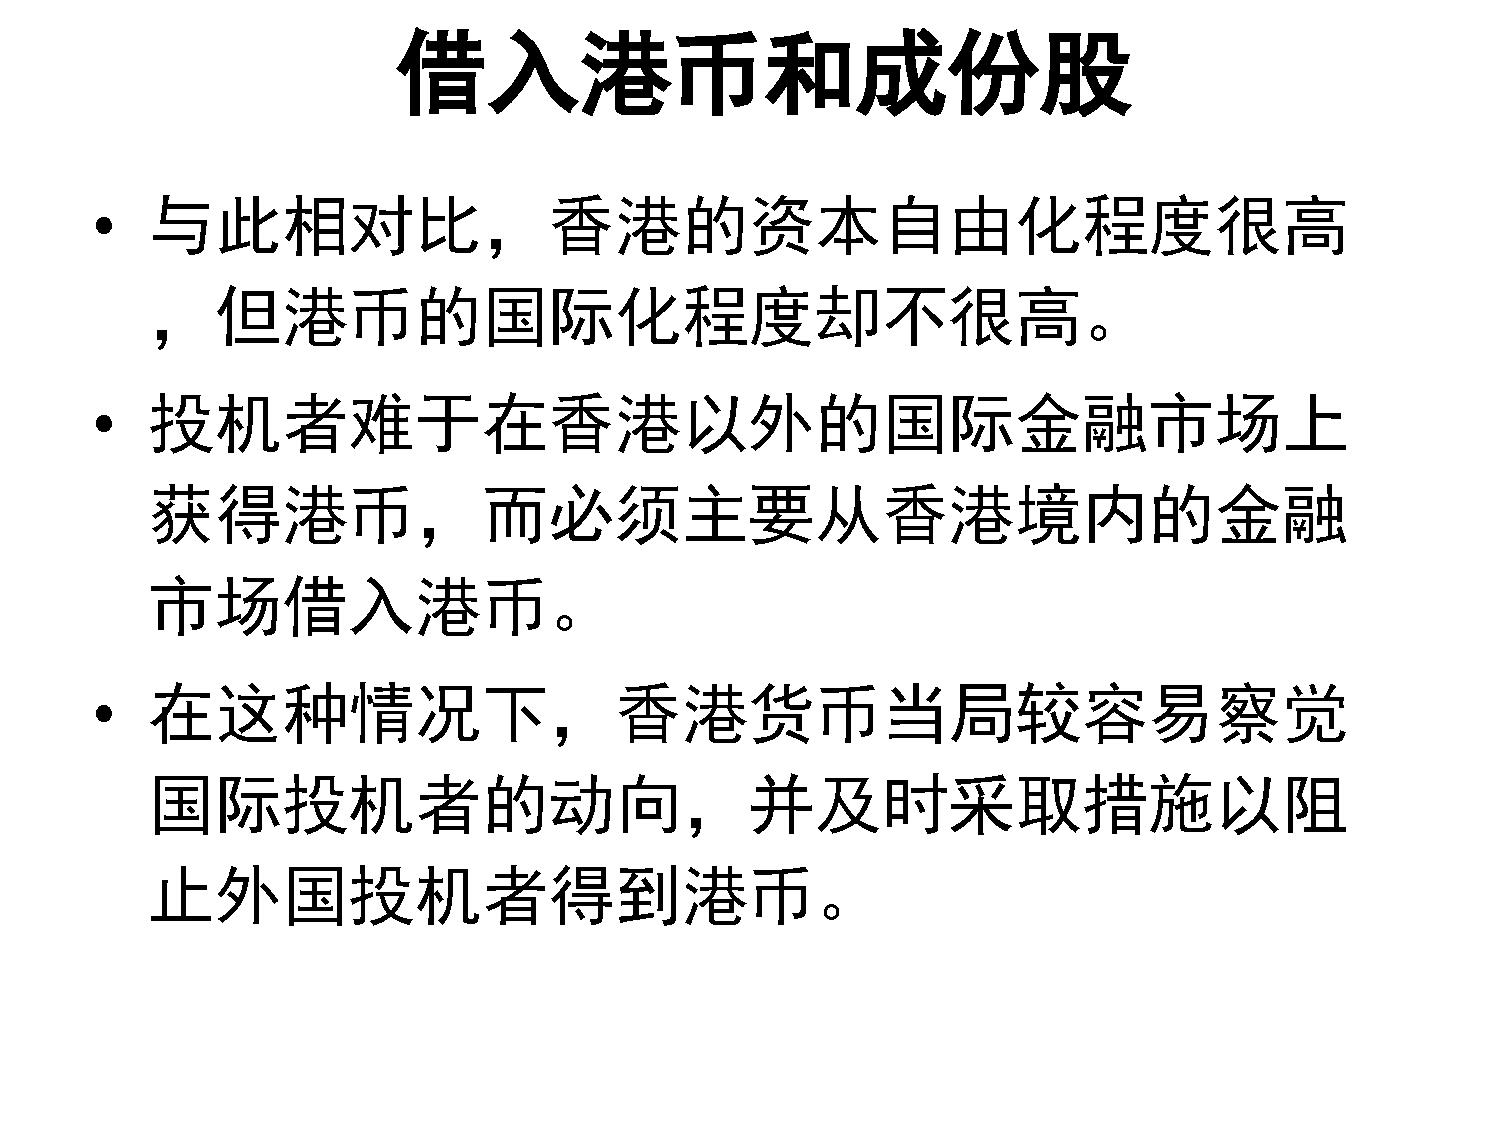 借入港币和成份股
• 与此相对比，香港的资本自由化程度很高
，但港币的国际化程度却不很高。
• 投机者难于在香港以外的国际金融市场上
获得港币，而必须主要从香港境内的金融
市场借入港币。
• 在这种情况下，香港货币当局较容易察觉
国际投机者的动向，并及时采取措施以阻
止外国投机者得到港币。